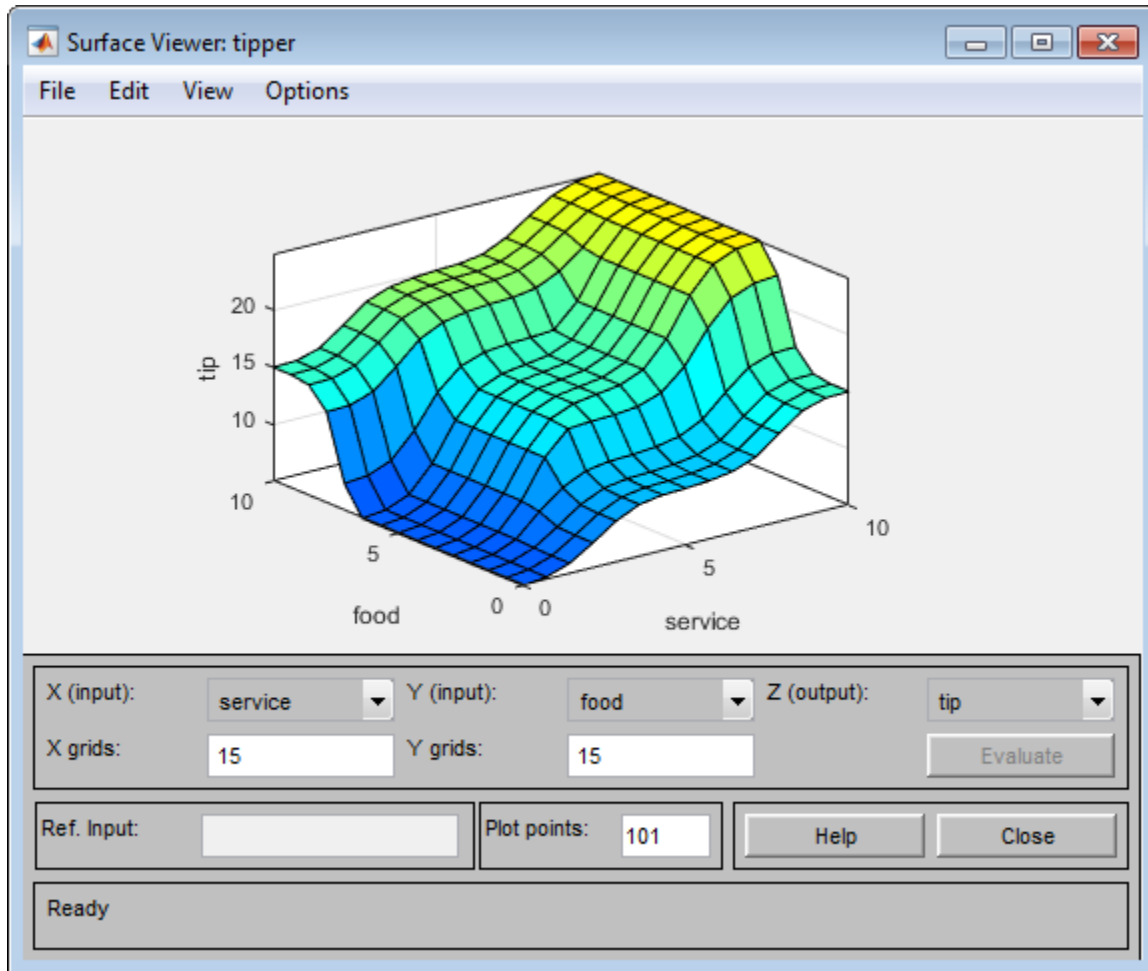 Surface Viewer: tipper
File Edit View Options
20
15
10
tip
10
5
0
food
0
5
10
service
X (input): service Y (input): food Z (output): tip
X grids: 15 Y grids: 15 Evaluate
Ref. Input: Plot points: 101 Help Close
Ready